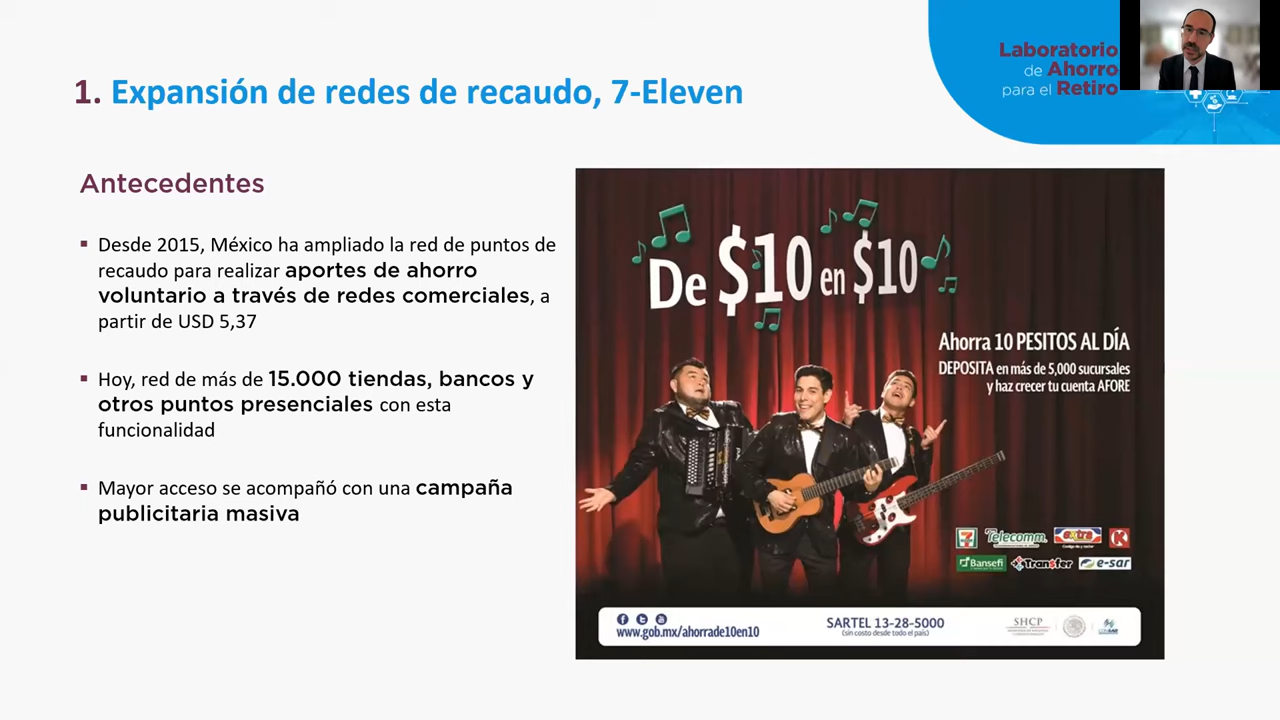 1. Expansión de redes de recaudo, 7-Eleven
Laboratorio
de Ahorro
para el Retiro
Antecedentes
▪ Desde 2015, México ha ampliado la red de puntos de
recaudo para realizar aportes de ahorro
voluntario a través de redes comerciales, a
partir de USD 5,37
▪ Hoy, red de más de 15.000 tiendas, bancos y
otros puntos presenciales con esta
funcionalidad
▪ Mayor acceso se acompañó con una campaña
publicitaria masiva
De $10 en $10
Ahorra 10 PESITOS AL DÍA
DEPOSITA en más de 5,000 sucursales
y haz crecer tu cuenta AFORE
7 Telecomm. extra K
Bansefi Transfer e-sar
www.gob.mx/ahorrade10en10
SARTEL 13-28-5000
(sin costo desde todo el país)
SHCP